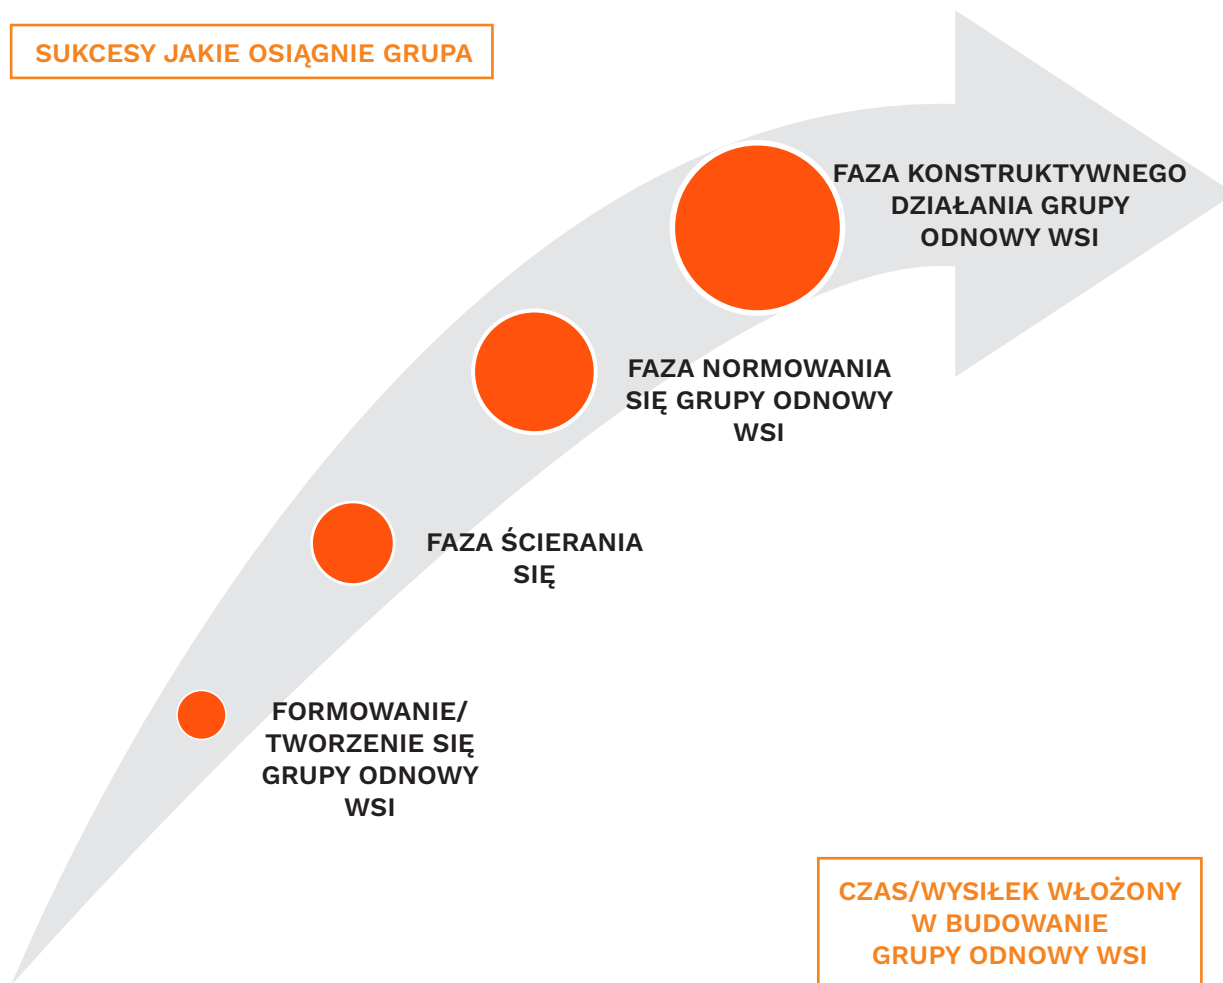 SUKCESY JAKIE OSIĄGNIE GRUPA
FAZA KONSTRUKTYWNEGO
DZIAŁANIA GRUPY
ODNOWY WSI
FAZA NORMOWANIA
SIĘ GRUPY ODNOWY
WSI
FAZA ŚCIERANIA
SIĘ
FORMOWANIE/
TWORZENIE SIĘ
GRUPY ODNOWY
WSI
CZAS/WYSIŁEK WŁOŻONY
W BUDOWANIE
GRUPY ODNOWY WSI